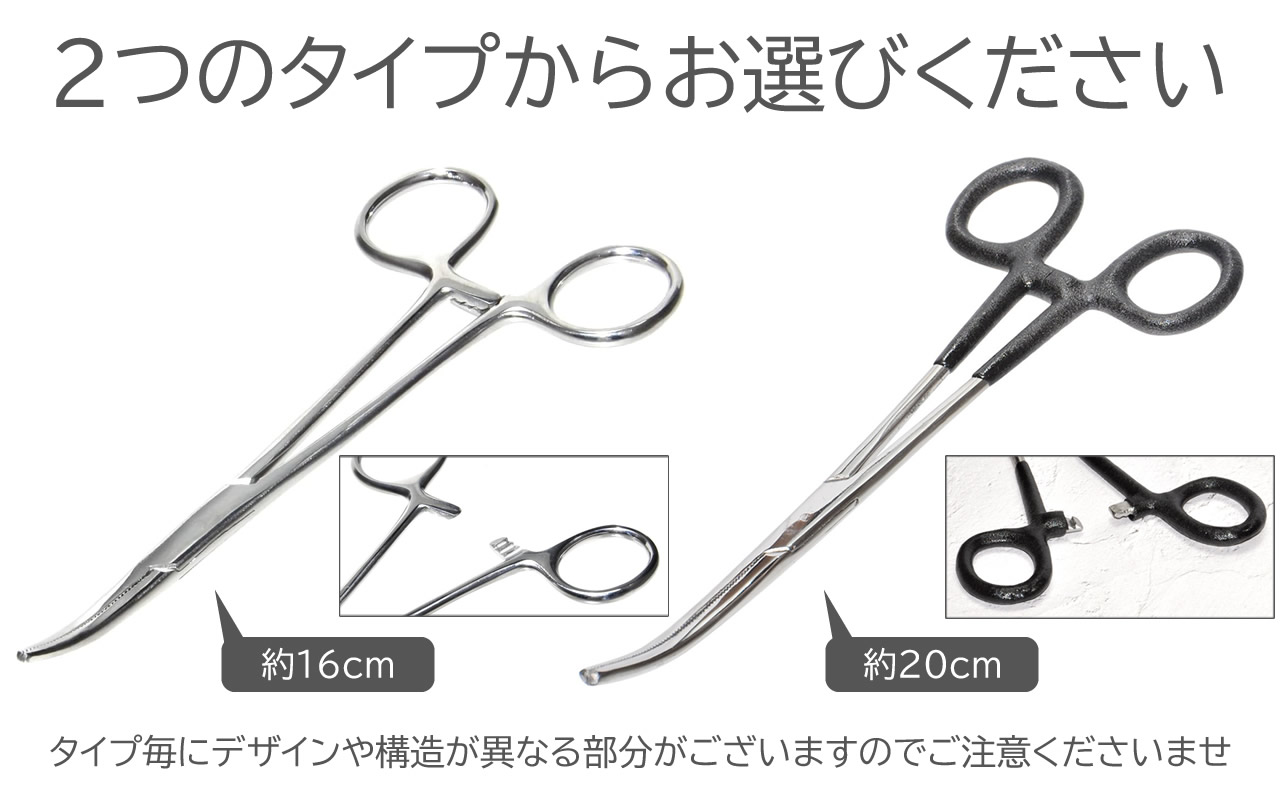 2つのタイプからお選びください
約16cm
約20cm
タイプ毎にデザインや構造が異なる部分がございますのでご注意くださいませ